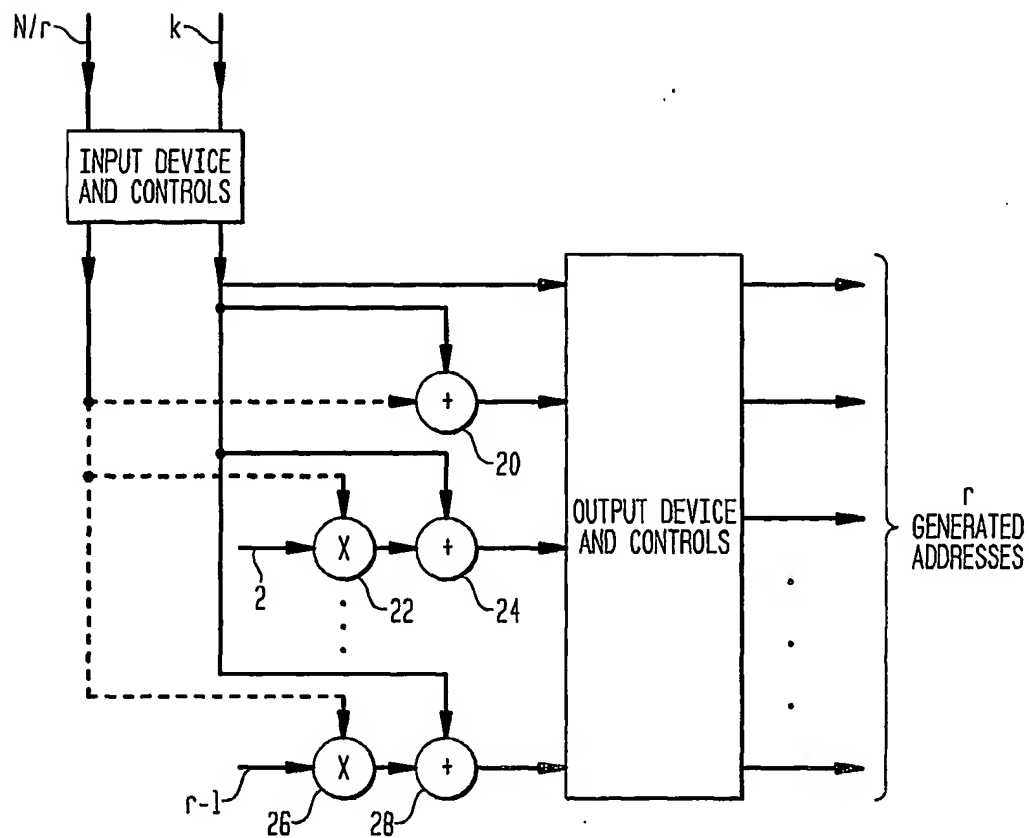 N/r
k
INPUT DEVICE
AND CONTROLS
+
20
2
X
22
+
24
OUTPUT DEVICE
AND CONTROLS
r
GENERATED
ADDRESSES
r-1
X
26
+
28